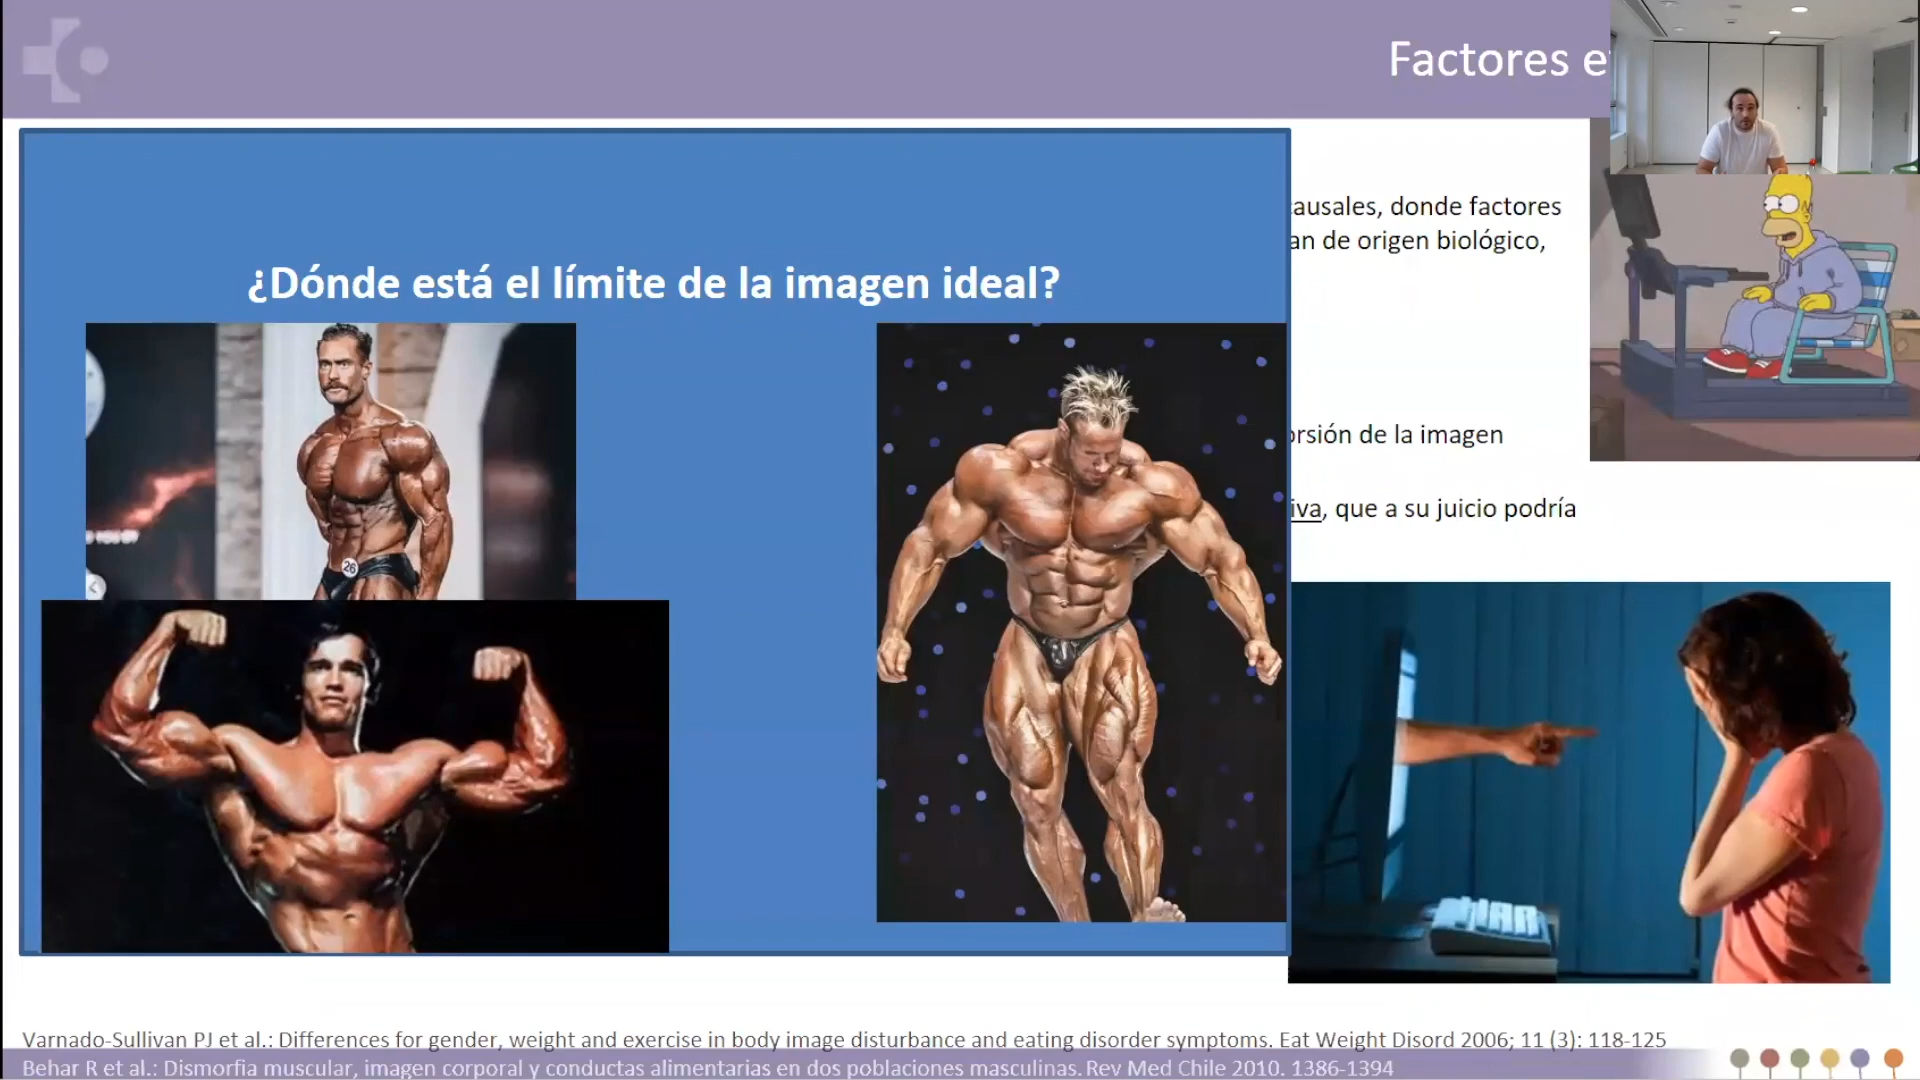 Factores e
¿Dónde está el límite de la imagen ideal?
ausales, donde factores
an de origen biológico,
orsión de la imagen
iva, que a su juicio podría
26
Varnado-Sullivan PJ et al.: Differences for gender, weight and exercise in body image disturbance and eating disorder symptoms. Eat Weight Disord 2006; 11 (3): 118-125
Behar R et al.: Dismorfia muscular, imagen corporal y conductas alimentarias en dos poblaciones masculinas. Rev Med Chile 2010. 1386-1394